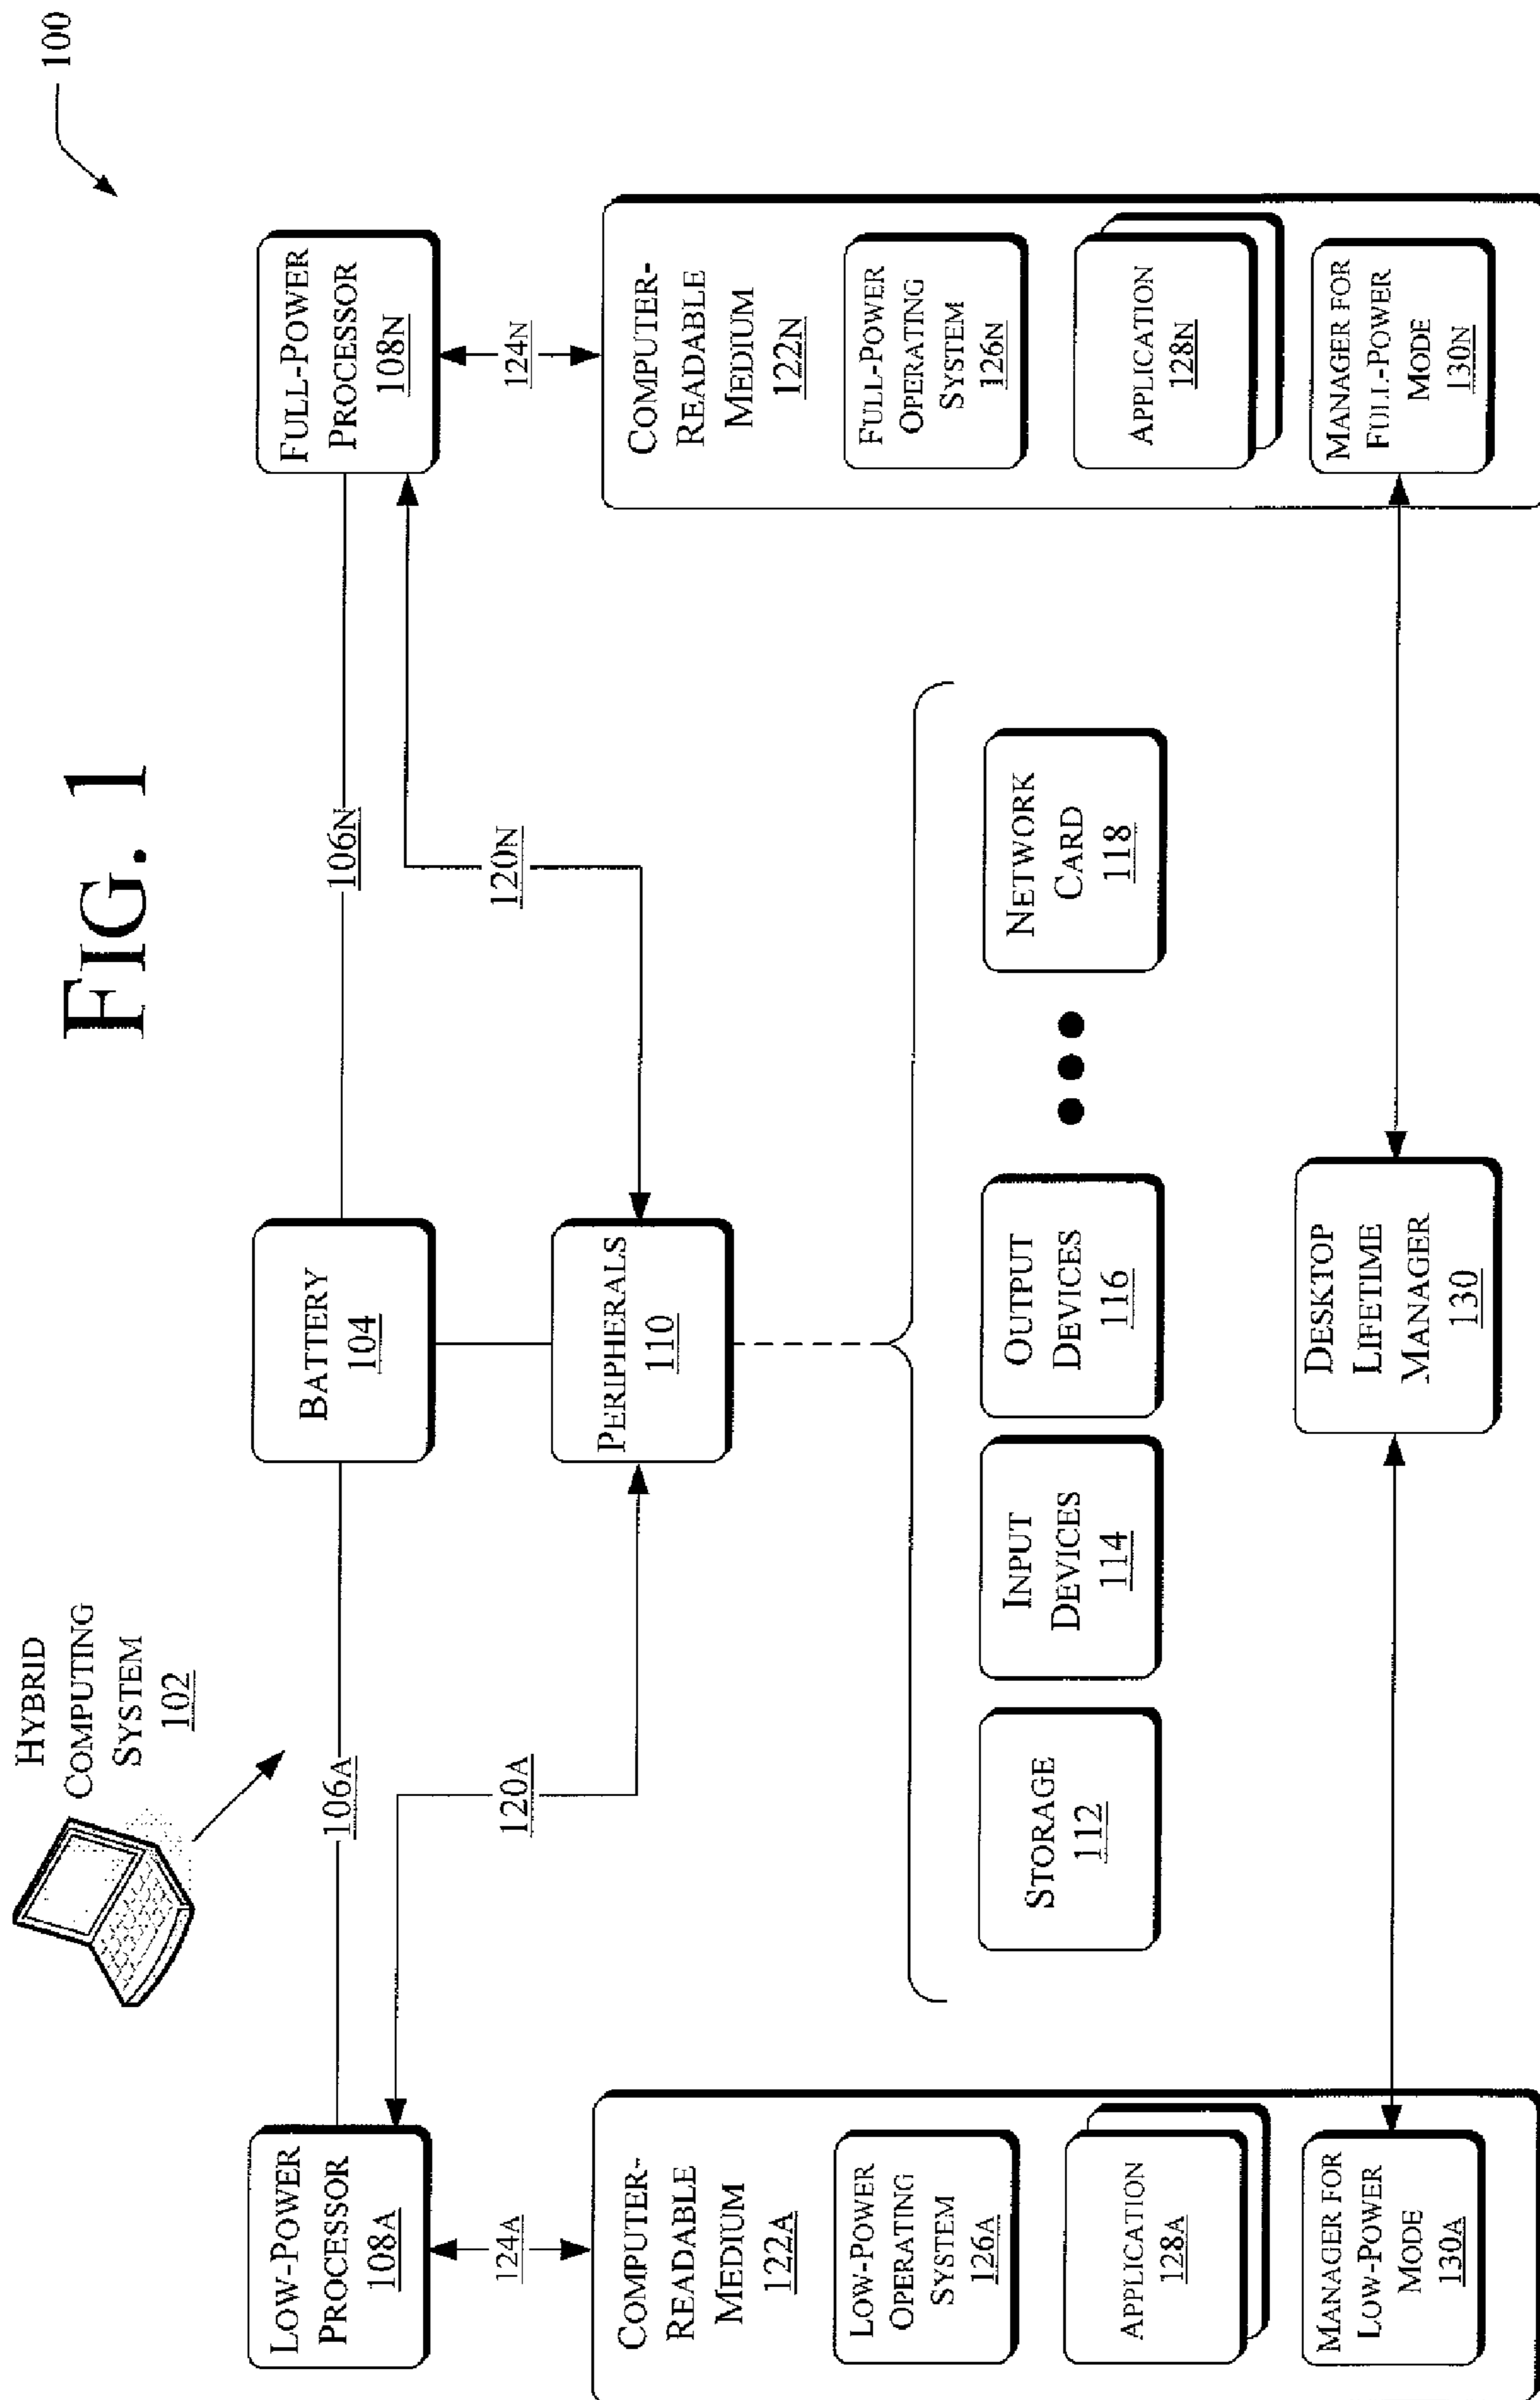 FIG. 1
100
HYBRID
COMPUTING
SYSTEM
102
LOW-POWER
PROCESSOR
108A
106A
BATTERY
104
106N
FULL-POWER
PROCESSOR
108N
120A
PERIPHERALS
110
120N
124A
124N
COMPUTER-
READABLE
MEDIUM
122A
LOW-POWER
OPERATING
SYSTEM
126A
APPLICATION
128A
MANAGER FOR
LOW-POWER
MODE
130A
STORAGE
112
INPUT
DEVICES
114
OUTPUT
DEVICES
116
NETWORK
CARD
118
DESKTOP
LIFETIME
MANAGER
130
COMPUTER-
READABLE
MEDIUM
122N
FULL-POWER
OPERATING
SYSTEM
126N
APPLICATION
128N
MANAGER FOR
FULL-POWER
MODE
130N